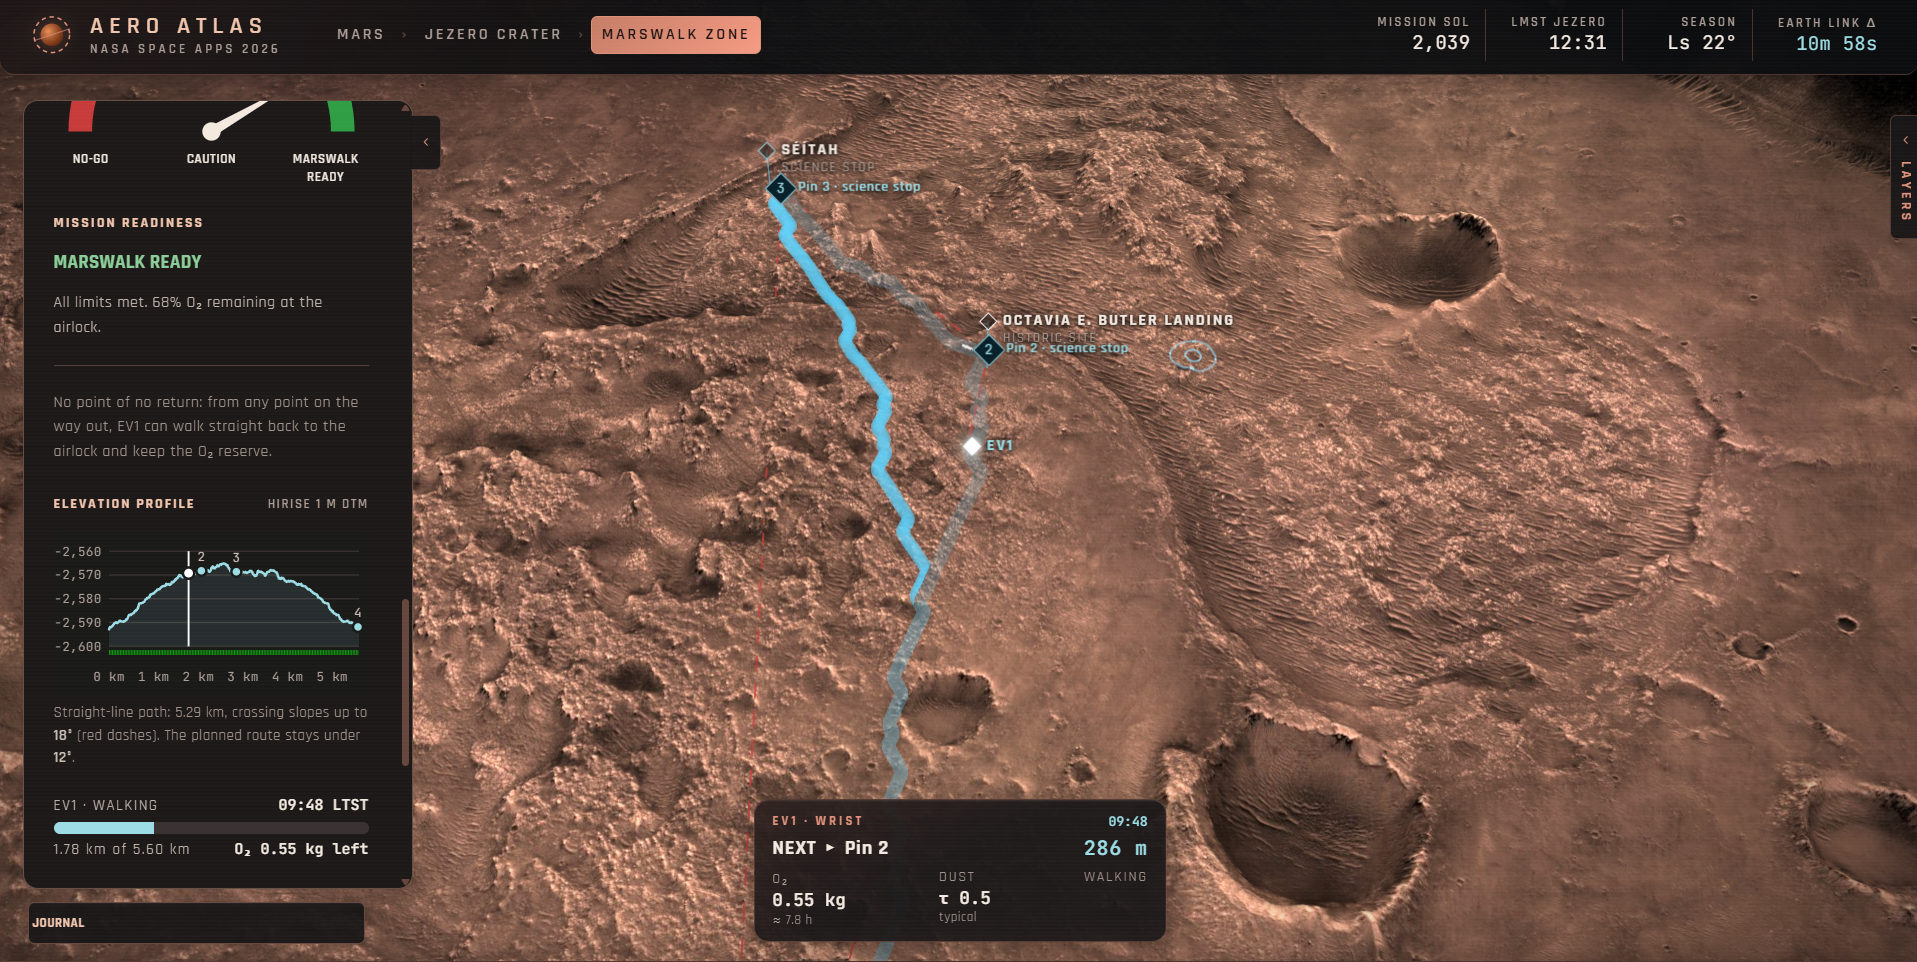 AERO ATLAS
NASA SPACE APPS 2026
MARS › JEZERO CRATER › MARSWALK ZONE
MISSION SOL
2,039
LMST JEZERO
12:31
SEASON
Ls 22°
EARTH LINK Δ
10m 58s
NO-GO
CAUTION
MARSWALK
READY
MISSION READINESS
MARSWALK READY
All limits met. 68% O₂ remaining at the
airlock.
No point of no return: from any point on the
way out, EV1 can walk straight back to the
airlock and keep the O₂ reserve.
ELEVATION PROFILE
HIRISE 1 M DTM
-2,560
-2,570
-2,580
-2,590
-2,600
2
3
4
0 km 1 km 2 km 3 km 4 km 5 km
Straight-line path: 5.29 km, crossing slopes up to
18° (red dashes). The planned route stays under
12°.
EV1 · WALKING
09:48 LTST
1.78 km of 5.60 km
O₂ 0.55 kg left
JOURNAL
SÉÍTAH
SCIENCE STOP
3
Pin 3 · science stop
OCTAVIA E. BUTLER LANDING
HISTORIC SITE
2
Pin 2 · science stop
EV1
LAYERS
EV1 · WRIST
09:48
NEXT ▸ Pin 2
286 m
O₂
0.55 kg
≈ 7.8 h
DUST
τ 0.5
typical
WALKING